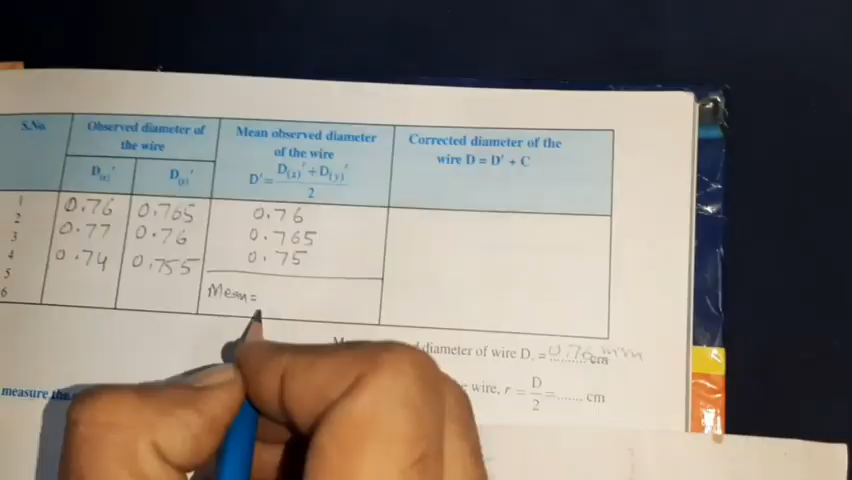 S.No.
Observed diameter of the wire
Mean observed diameter of the wire
D' = D(x)' + D(y)' / 2
Corrected diameter of the wire D = D' + C
D(x)' D(y)'
1 0.76 0.765 0.76
2 0.77 0.76 0.765
3 0.74 0.755 0.75
4
5
6
Mean =
diameter of wire D, = 0.76 mm cm
wire, r = D/2 = ....... cm
measure the